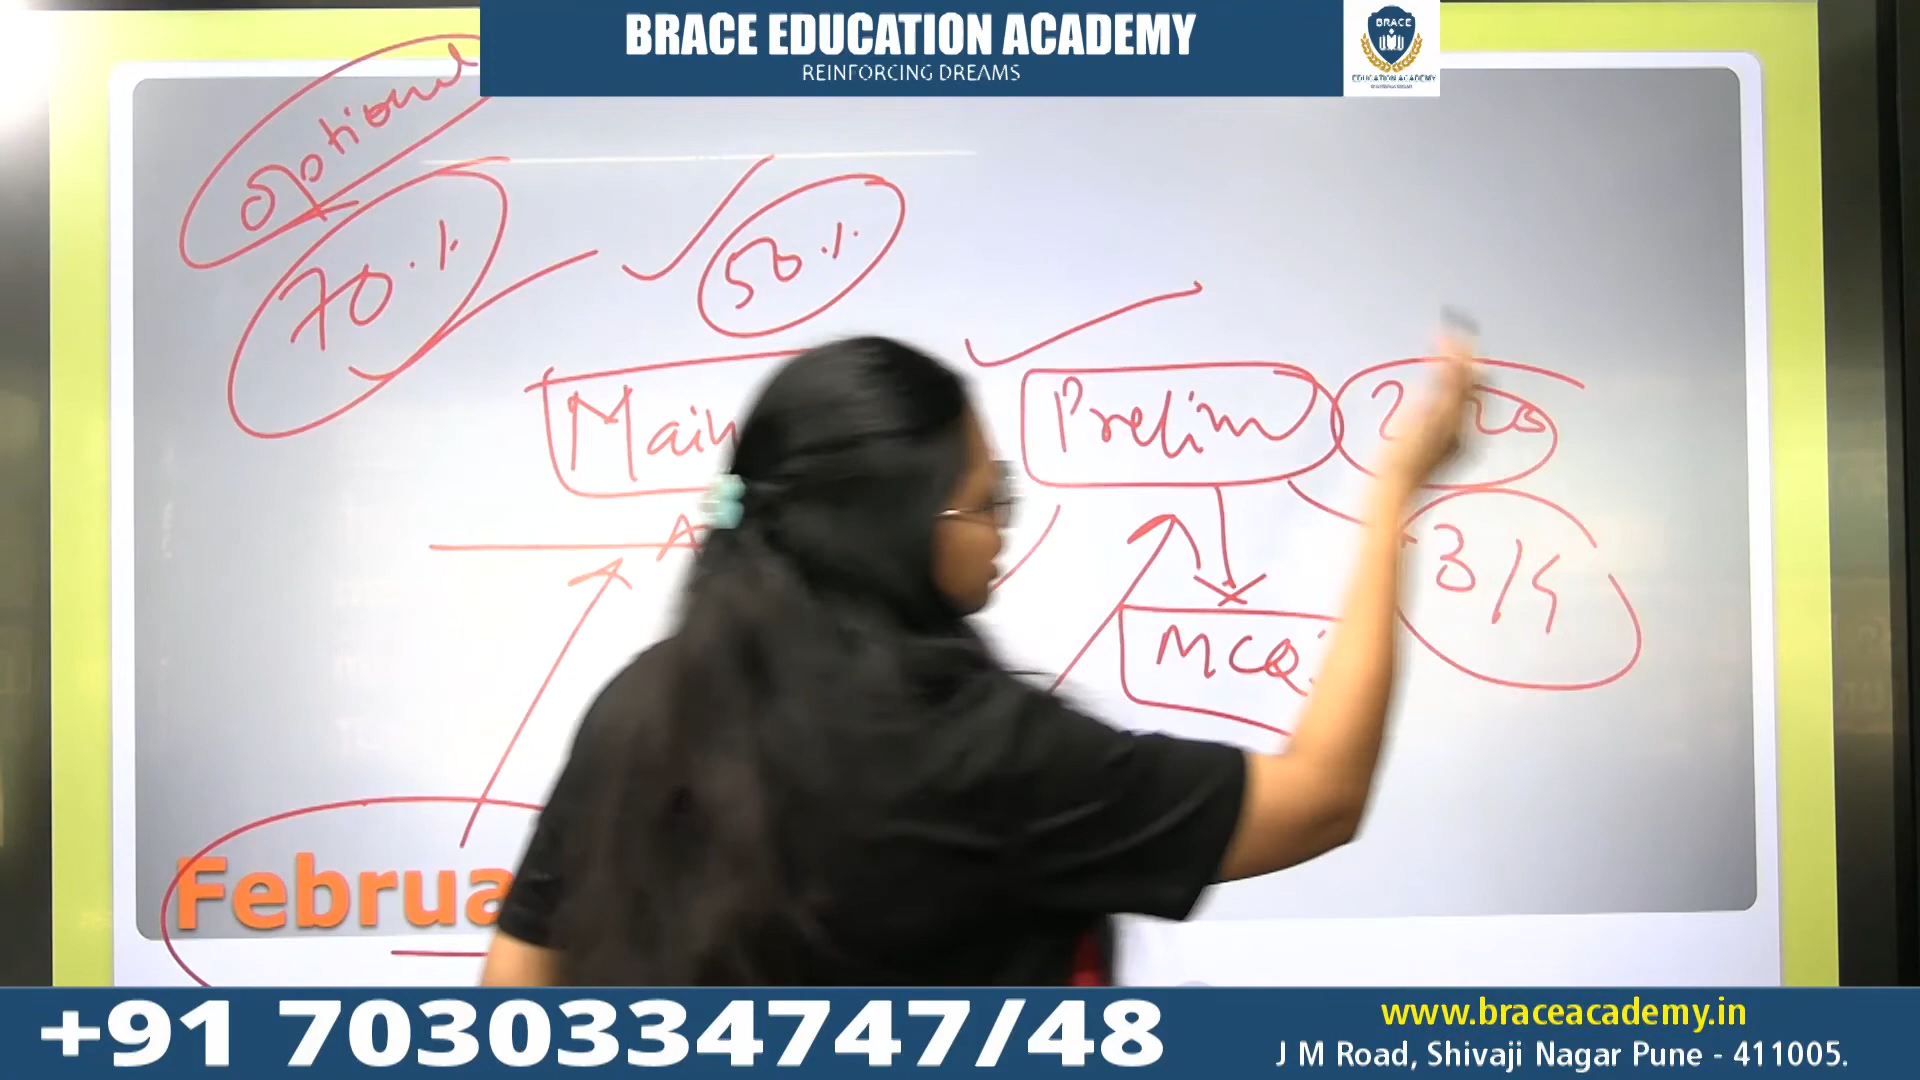 BRACE EDUCATION ACADEMY
REINFORCING DREAMS
BRACE
EDUCATION ACADEMY
optional
70%
50%
Main
Prelim
3/4
MCQ
Februa
+91 7030334747/48
www.braceacademy.in
J M Road, Shivaji Nagar Pune - 411005.